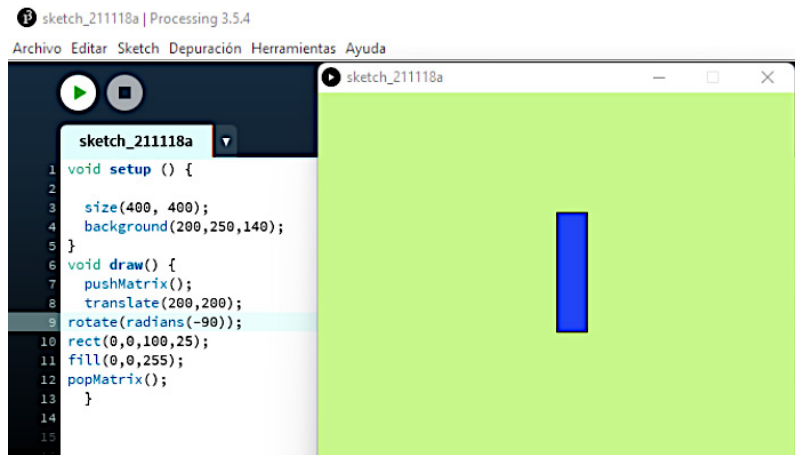 sketch_211118a | Processing 3.5.4
Archivo Editar Sketch Depuración Herramientas Ayuda
sketch_211118a
sketch_211118a
1 void setup () {
2
3 size(400, 400);
4 background(200,250,140);
5 }
6 void draw() {
7 pushMatrix();
8 translate(200,200);
9 rotate(radians(-90));
10 rect(0,0,100,25);
11 fill(0,0,255);
12 popMatrix();
13 }
14
15